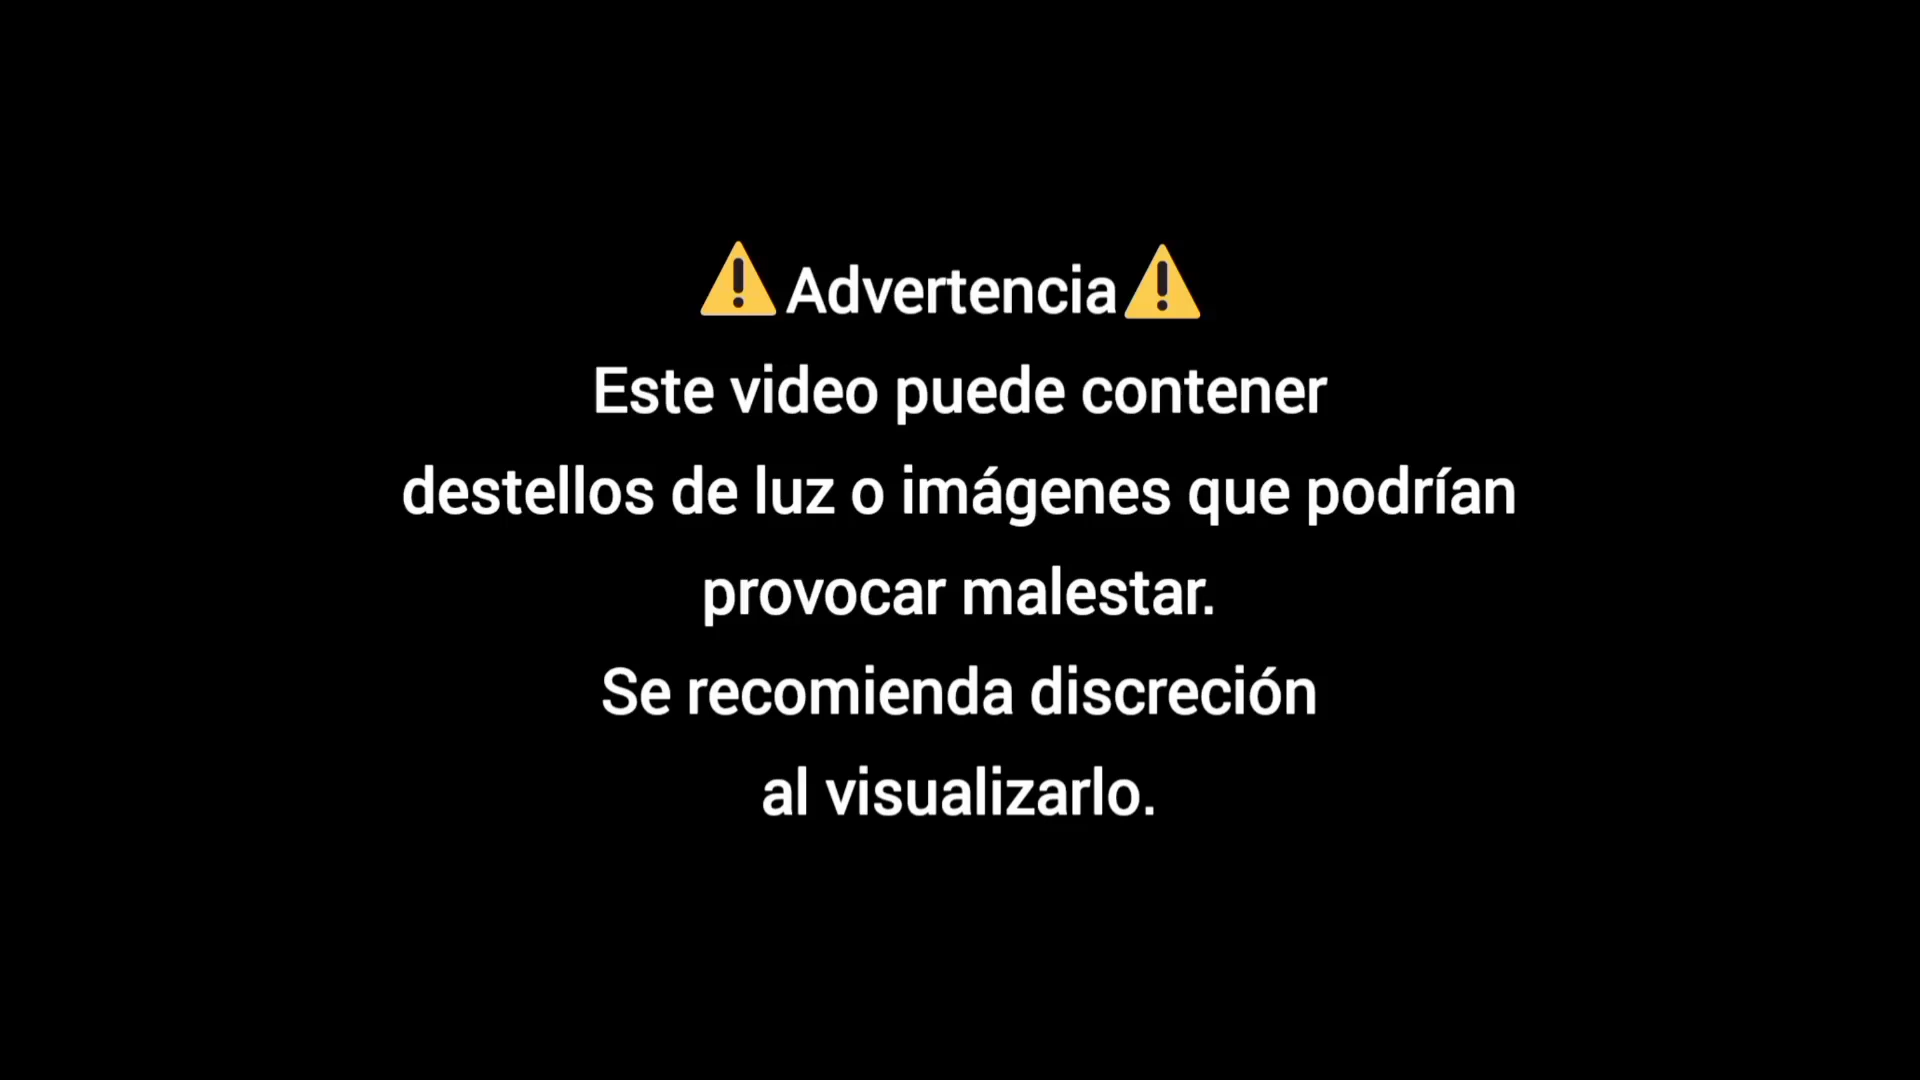 ⚠️Advertencia⚠️
Este video puede contener
destellos de luz o imágenes que podrían
provocar malestar.
Se recomienda discreción
al visualizarlo.